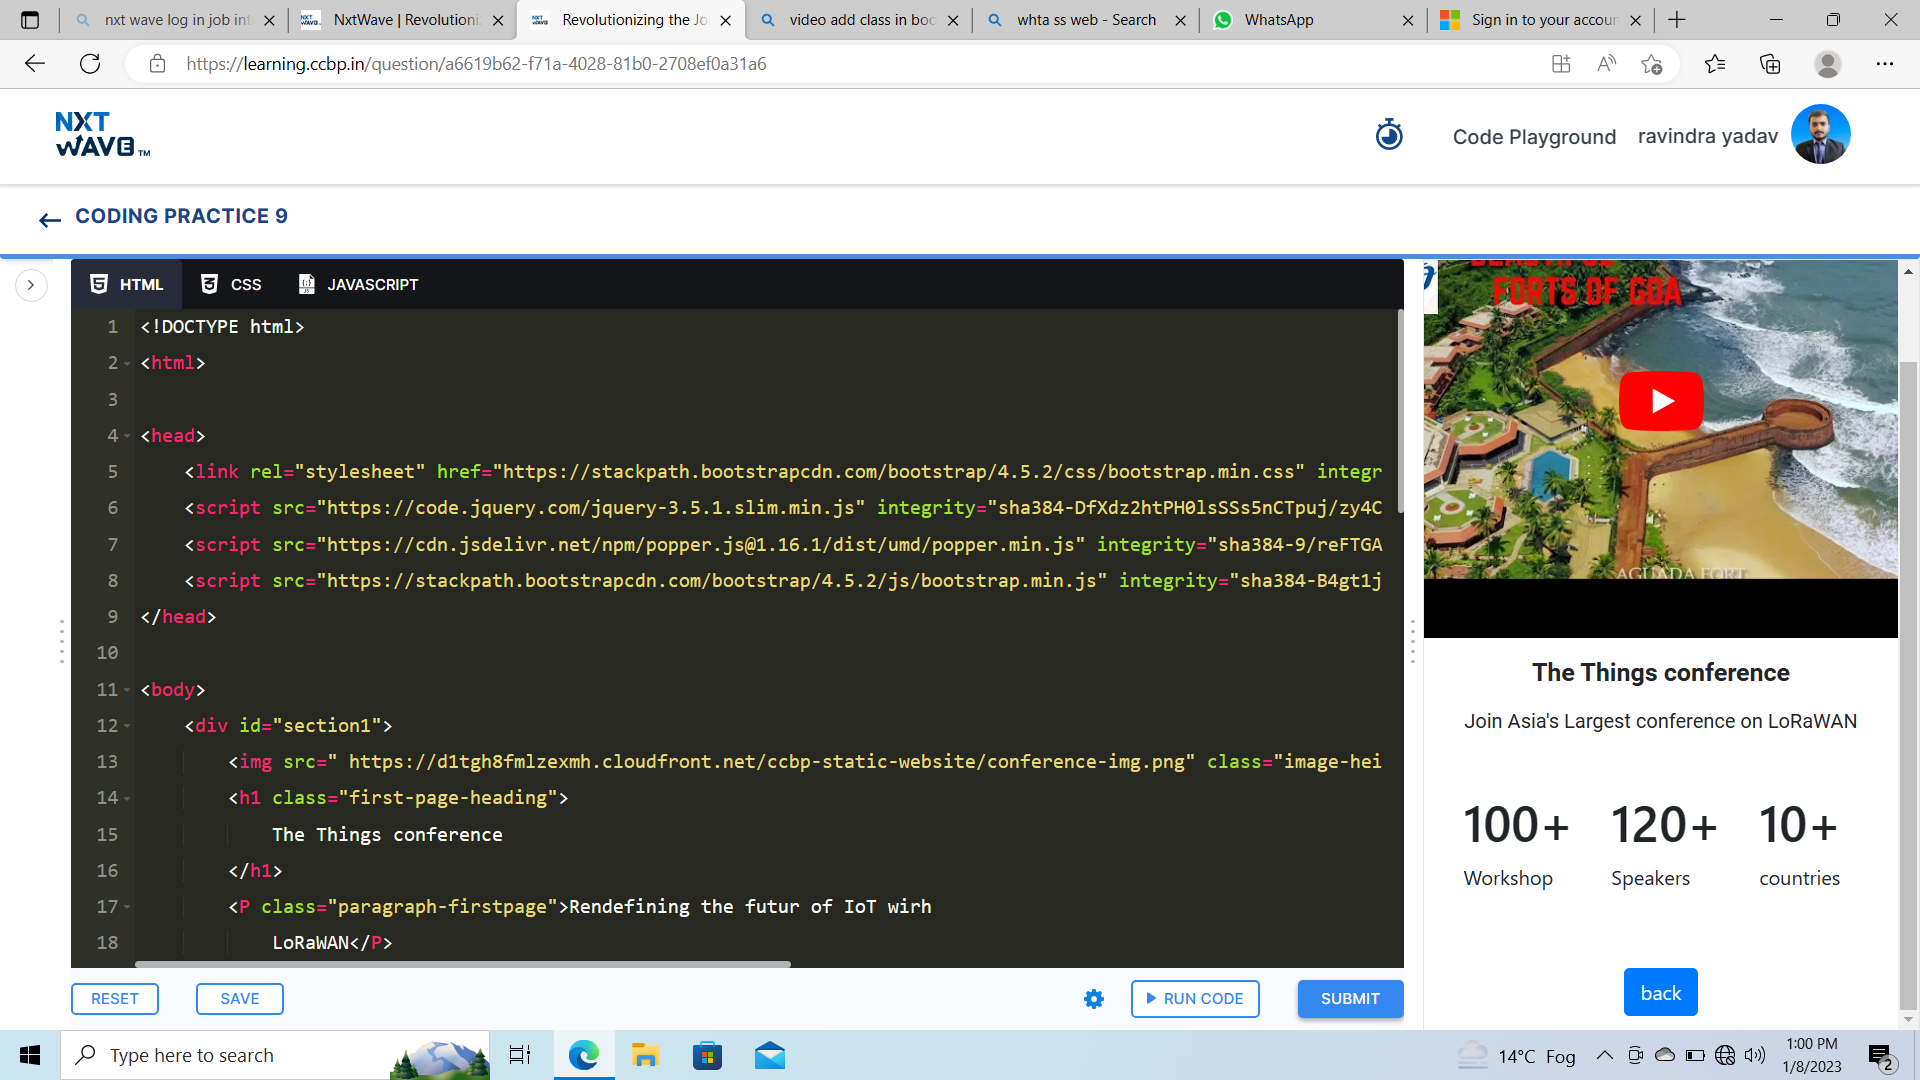 nxt wave log in job int
NxtWave | Revolutioni
Revolutionizing the Jo
video add class in boo
whta ss web - Search
WhatsApp
Sign in to your accoun
https://learning.ccbp.in/question/a6619b62-f71a-4028-81b0-2708ef0a31a6
NXT
WAVE TM
Code Playground
ravindra yadav
CODING PRACTICE 9
HTML
CSS
JAVASCRIPT
1 <!DOCTYPE html>
2 <html>
3
4 <head>
5 <link rel="stylesheet" href="https://stackpath.bootstrapcdn.com/bootstrap/4.5.2/css/bootstrap.min.css" integr
6 <script src="https://code.jquery.com/jquery-3.5.1.slim.min.js" integrity="sha384-DfXdz2htPH0lsSSs5nCTpuj/zy4C
7 <script src="https://cdn.jsdelivr.net/npm/popper.js@1.16.1/dist/umd/popper.min.js" integrity="sha384-9/reFTGA
8 <script src="https://stackpath.bootstrapcdn.com/bootstrap/4.5.2/js/bootstrap.min.js" integrity="sha384-B4gt1j
9 </head>
10
11 <body>
12 <div id="section1">
13 <img src=" https://d1tgh8fmlzexmh.cloudfront.net/ccbp-static-website/conference-img.png" class="image-hei
14 <h1 class="first-page-heading">
15 The Things conference
16 </h1>
17 <P class="paragraph-firstpage">Rendefining the futur of IoT wirh
18 LoRaWAN</P>
RESET
SAVE
RUN CODE
SUBMIT
FORTS OF GOA
AGUADA FORT
The Things conference
Join Asia's Largest conference on LoRaWAN
100+ 120+ 10+
Workshop Speakers countries
back
Type here to search
14°C Fog
1:00 PM
1/8/2023
2